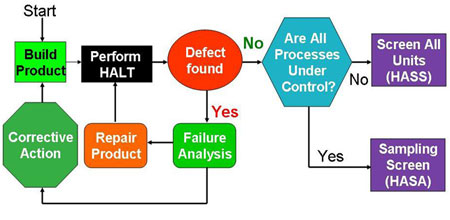 Start
Build
Product
Perform
HALT
Defect
found
No
Are All
Processes
Under
Control?
No
Screen All
Units
(HASS)
Yes
Corrective
Action
Repair
Product
Failure
Analysis
Yes
Sampling
Screen
(HASA)